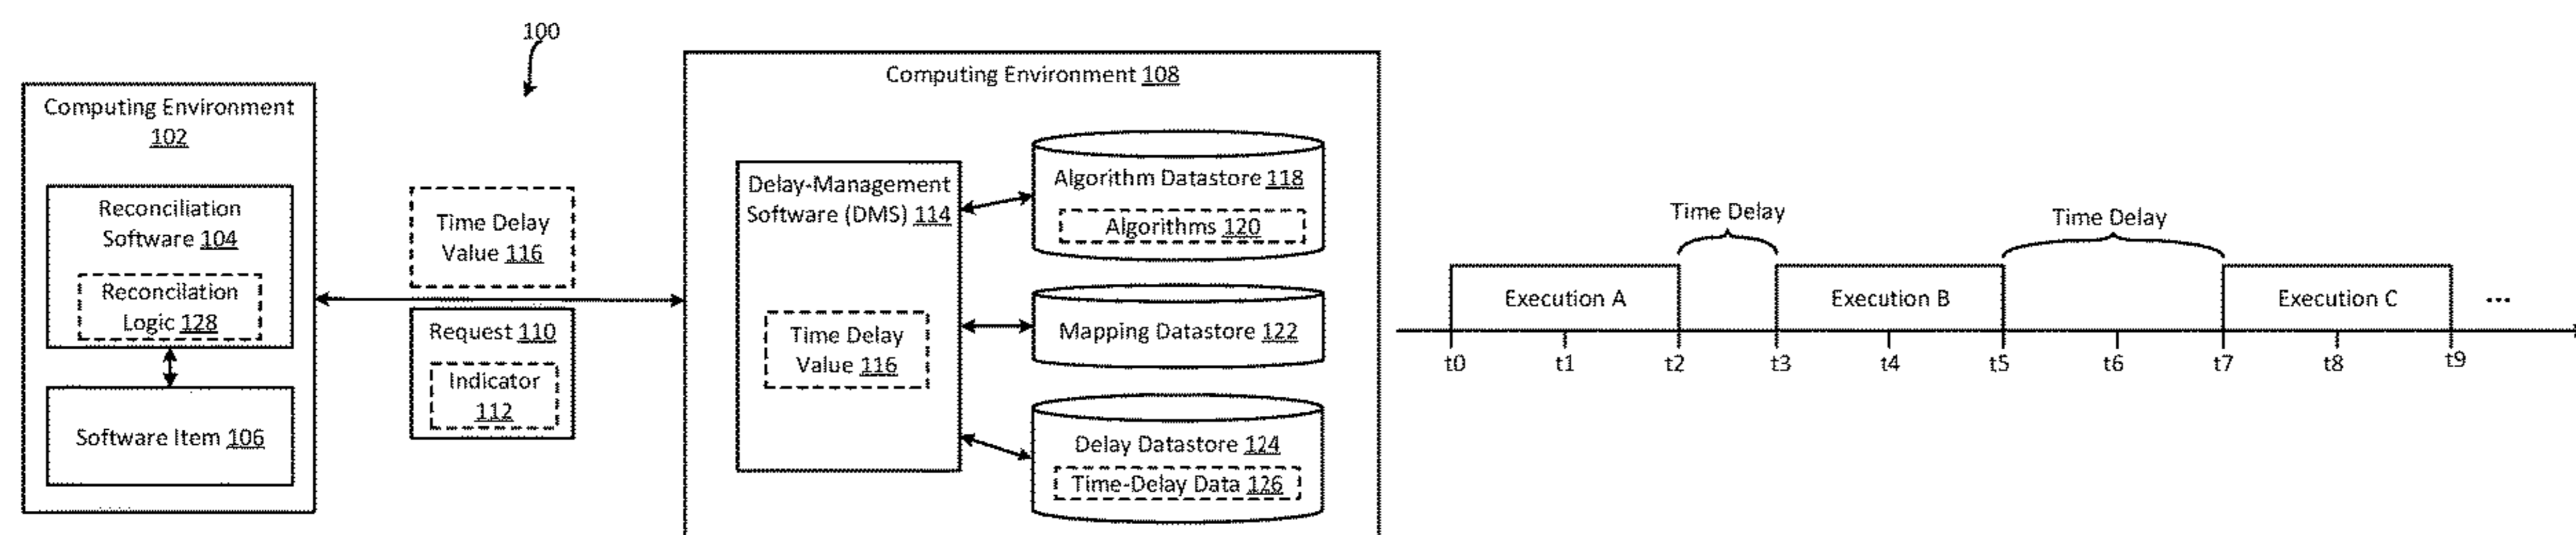 100
Computing Environment
102
Reconciliation
Software 104
Reconcilation
Logic 128
Software Item 106
Time Delay
Value 116
Request 110
Indicator
112
Computing Environment 108
Delay-Management
Software (DMS) 114
Time Delay
Value 116
Algorithm Datastore 118
Algorithms 120
Mapping Datastore 122
Delay Datastore 124
Time-Delay Data 126
Time Delay
Time Delay
Execution A
Execution B
Execution C
...
t0
t1
t2
t3
t4
t5
t6
t7
t8
t9